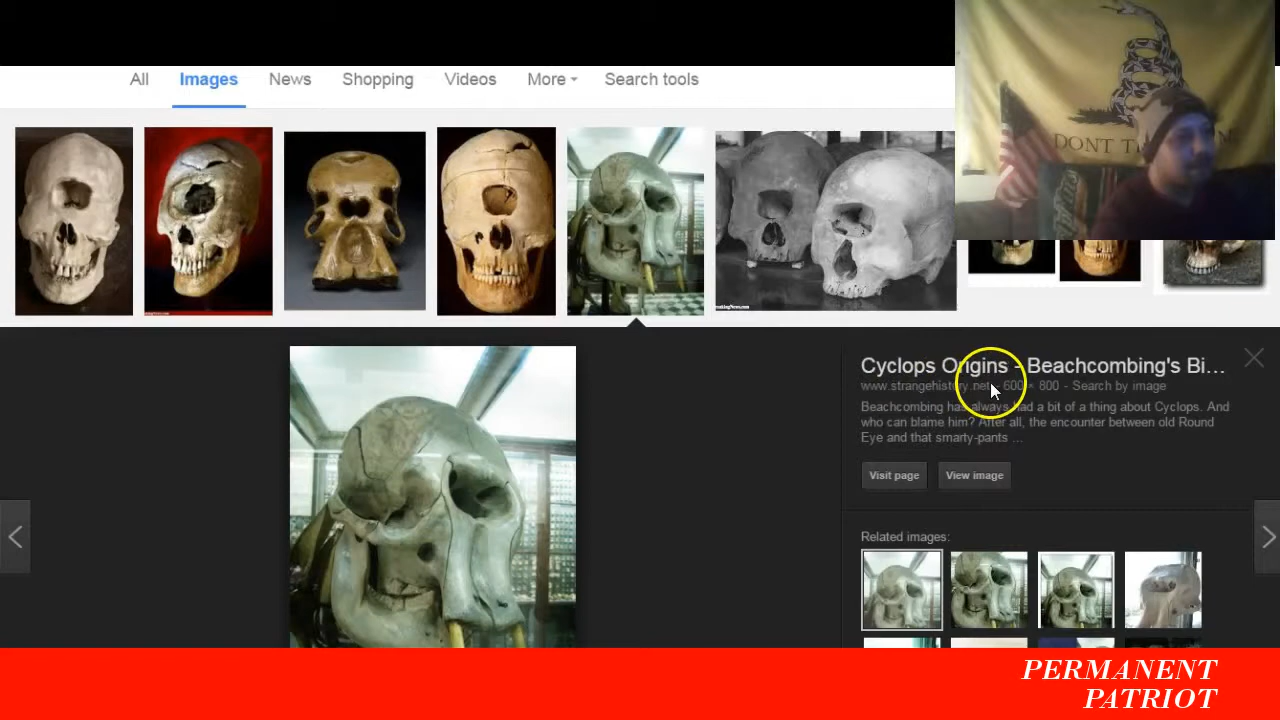 All Images News Shopping Videos More Search tools
DONT T
Cyclops Origins - Beachcombing's Bi...
www.strangehistory.net - 600 × 800 - Search by image
Beachcombing has always had a bit of a thing about Cyclops. And
who can blame him? After all, the encounter between old Round
Eye and that smarty-pants ...
Visit page View image
Related images:
PERMANENT
PATRIOT